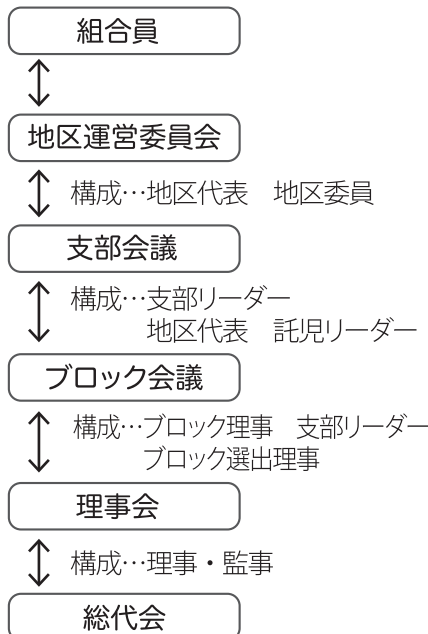 組合員
地区運営委員会
構成…地区代表　地区委員
支部会議
構成…支部リーダー
地区代表　託児リーダー
ブロック会議
構成…ブロック理事　支部リーダー
ブロック選出理事
理事会
構成…理事・監事
総代会